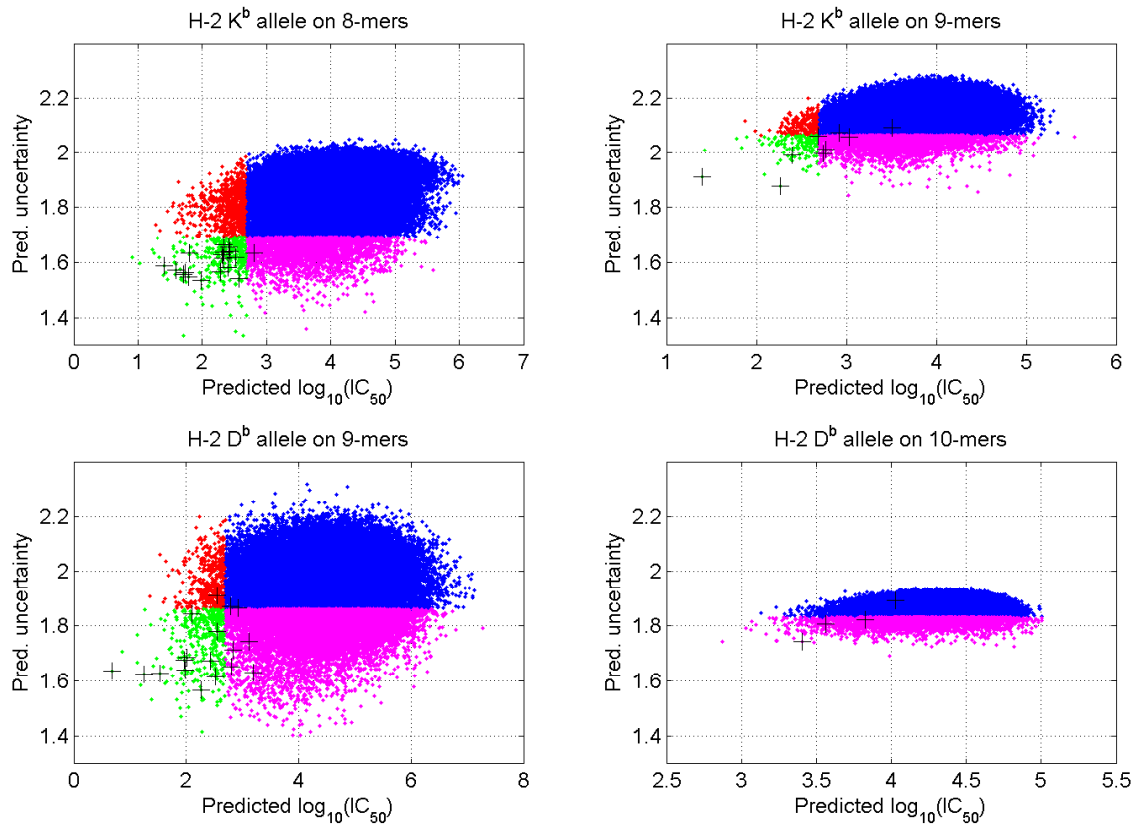 H-2 Kᵇ allele on 8-mers
Pred. uncertainty
2.2
2
1.8
1.6
1.4
0 1 2 3 4 5 6 7
Predicted log₁₀(IC₅₀)
H-2 Kᵇ allele on 9-mers
Pred. uncertainty
2.2
2
1.8
1.6
1.4
1 2 3 4 5 6
Predicted log₁₀(IC₅₀)
H-2 Dᵇ allele on 9-mers
Pred. uncertainty
2.2
2
1.8
1.6
1.4
0 2 4 6 8
Predicted log₁₀(IC₅₀)
H-2 Dᵇ allele on 10-mers
Pred. uncertainty
2.2
2
1.8
1.6
1.4
2.5 3 3.5 4 4.5 5 5.5
Predicted log₁₀(IC₅₀)